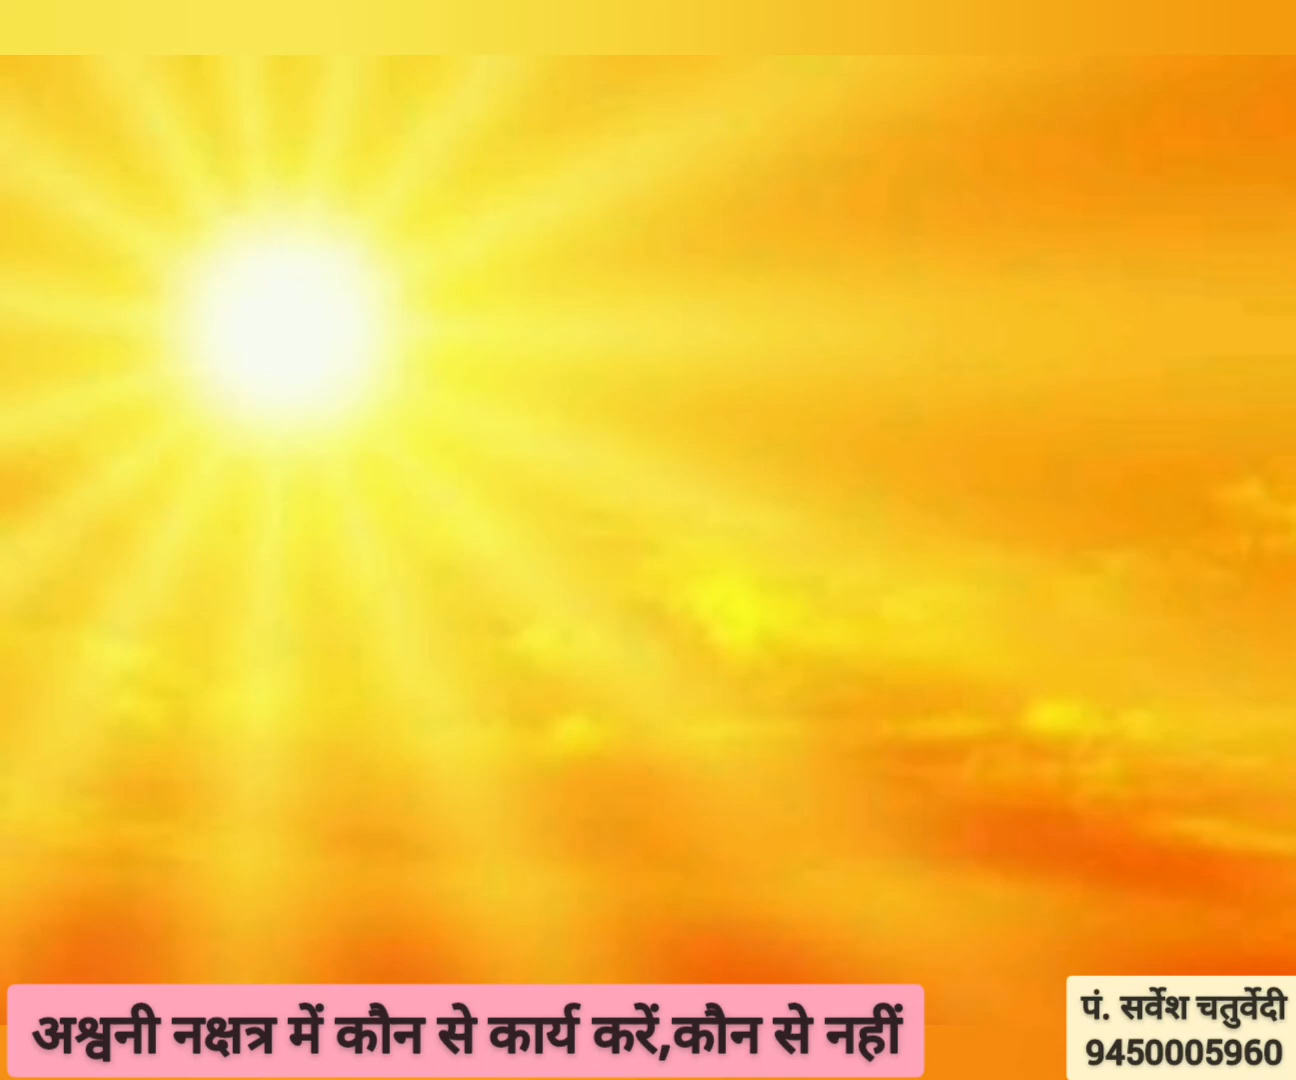 अश्वनी नक्षत्र में कौन से कार्य करें,कौन से नहीं
पं. सर्वेश चतुर्वेदी
9450005960